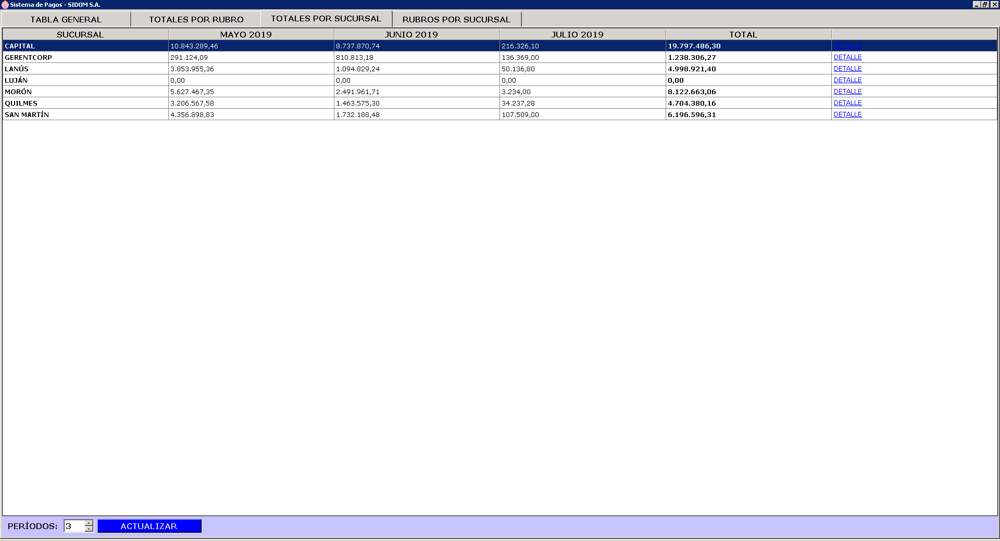 Sistema de Pagos - SIDOM S.A.
TABLA GENERAL TOTALES POR RUBRO TOTALES POR SUCURSAL RUBROS POR SUCURSAL
SUCURSAL MAYO 2019 JUNIO 2019 JULIO 2019 TOTAL
CAPITAL 10.843.289,46 8.737.870,74 216.326,10 19.797.486,30 DETALLE
GERENTCORP 291.124,09 810.813,18 136.369,00 1.238.306,27 DETALLE
LANÚS 3.853.955,36 1.094.829,24 50.136,80 4.998.921,40 DETALLE
LUJÁN 0,00 0,00 0,00 0,00 DETALLE
MORÓN 5.627.467,35 2.491.961,71 3.234,00 8.122.663,06 DETALLE
QUILMES 3.206.567,58 1.463.575,30 34.237,28 4.704.380,16 DETALLE
SAN MARTÍN 4.356.898,83 1.732.188,48 107.509,00 6.196.596,31 DETALLE
PERÍODOS: 3 ACTUALIZAR